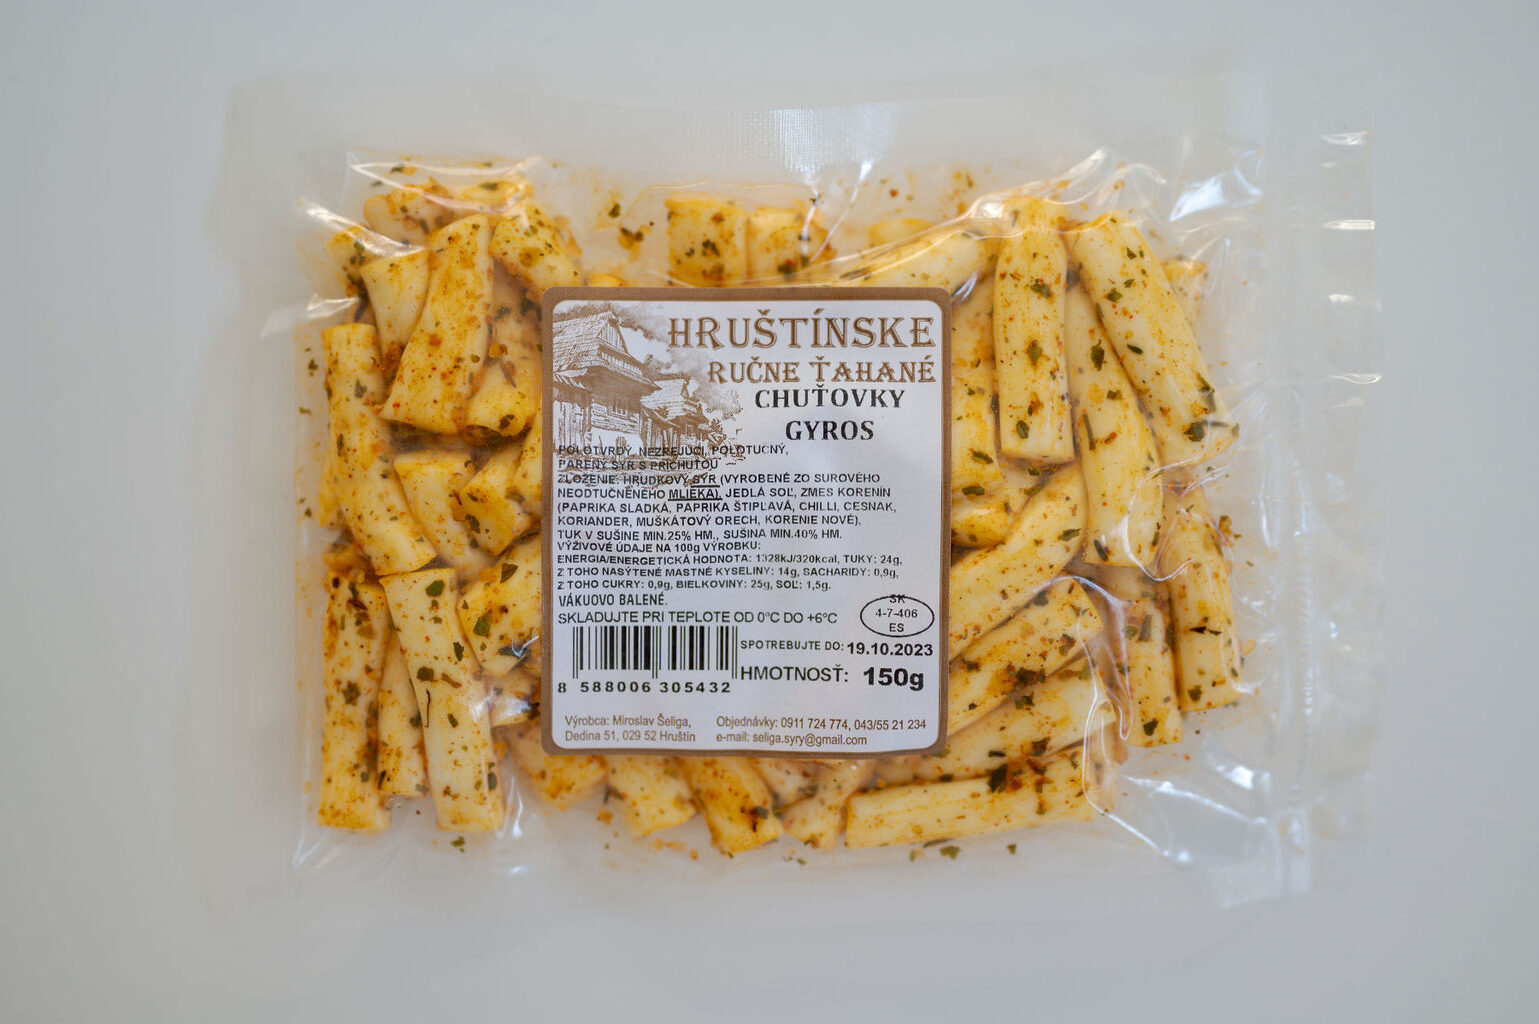 HRUŠTÍNSKE
RUČNE ŤAHANÉ
CHUŤOVKY
GYROS
POLOTVRDÝ, NEZREJÚCI, POLOTUČNÝ,
PARENÝ SYR S PRÍCHUŤOU
ZLOŽENIE: HRUDKOVÝ SYR (VYROBENÉ ZO SUROVÉHO
NEODTUČNENÉHO MLIEKA), JEDLÁ SOĽ, ZMES KORENÍN
(PAPRIKA SLADKÁ, PAPRIKA ŠTIPĽAVÁ, CHILLI, CESNAK,
KORIANDER, MUŠKÁTOVÝ ORECH, KORENIE NOVÉ).
TUK V SUŠINE MIN.25% HM., SUŠINA MIN.40% HM.
VÝŽIVOVÉ ÚDAJE NA 100g VÝROBKU:
ENERGIA/ENERGETICKÁ HODNOTA: 1328kJ/320kcal, TUKY: 24g,
Z TOHO NASÝTENÉ MASTNÉ KYSELINY: 14g, SACHARIDY: 0,9g,
Z TOHO CUKRY: 0,9g, BIELKOVINY: 25g, SOĽ: 1,5g.
VÁKUOVO BALENÉ.
SKLADUJTE PRI TEPLOTE OD 0°C DO +6°C
SK
4-7-406
ES
SPOTREBUJTE DO: 19.10.2023
HMOTNOSŤ: 150g
8 588006 305432
Výrobca: Miroslav Šeliga,
Dedina 51, 029 52 Hruštín
Objednávky: 0911 724 774, 043/55 21 234
e-mail: seliga.syry@gmail.com